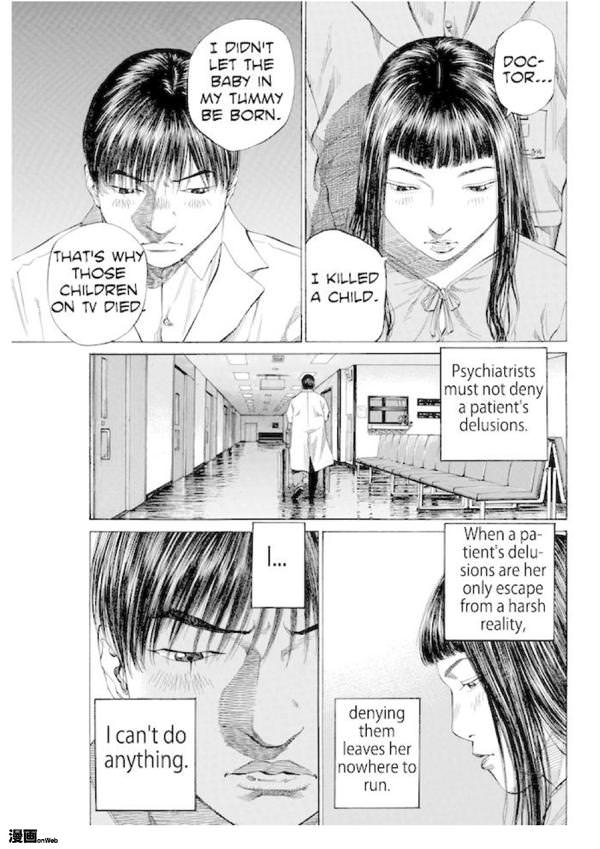 DOC-
TOR...
I KILLED
A CHILD.
I DIDN'T
LET THE
BABY IN
MY TUMMY
BE BORN.
THAT'S WHY
THOSE
CHILDREN
ON TV DIED.
Psychiatrists
must not deny
a patient's
delusions.
When a pa-
tient's delu-
sions are her
only escape
from a harsh
reality,
denying
them
leaves her
nowhere to
run.
I...
I can't do
anything.
漫画onWeb